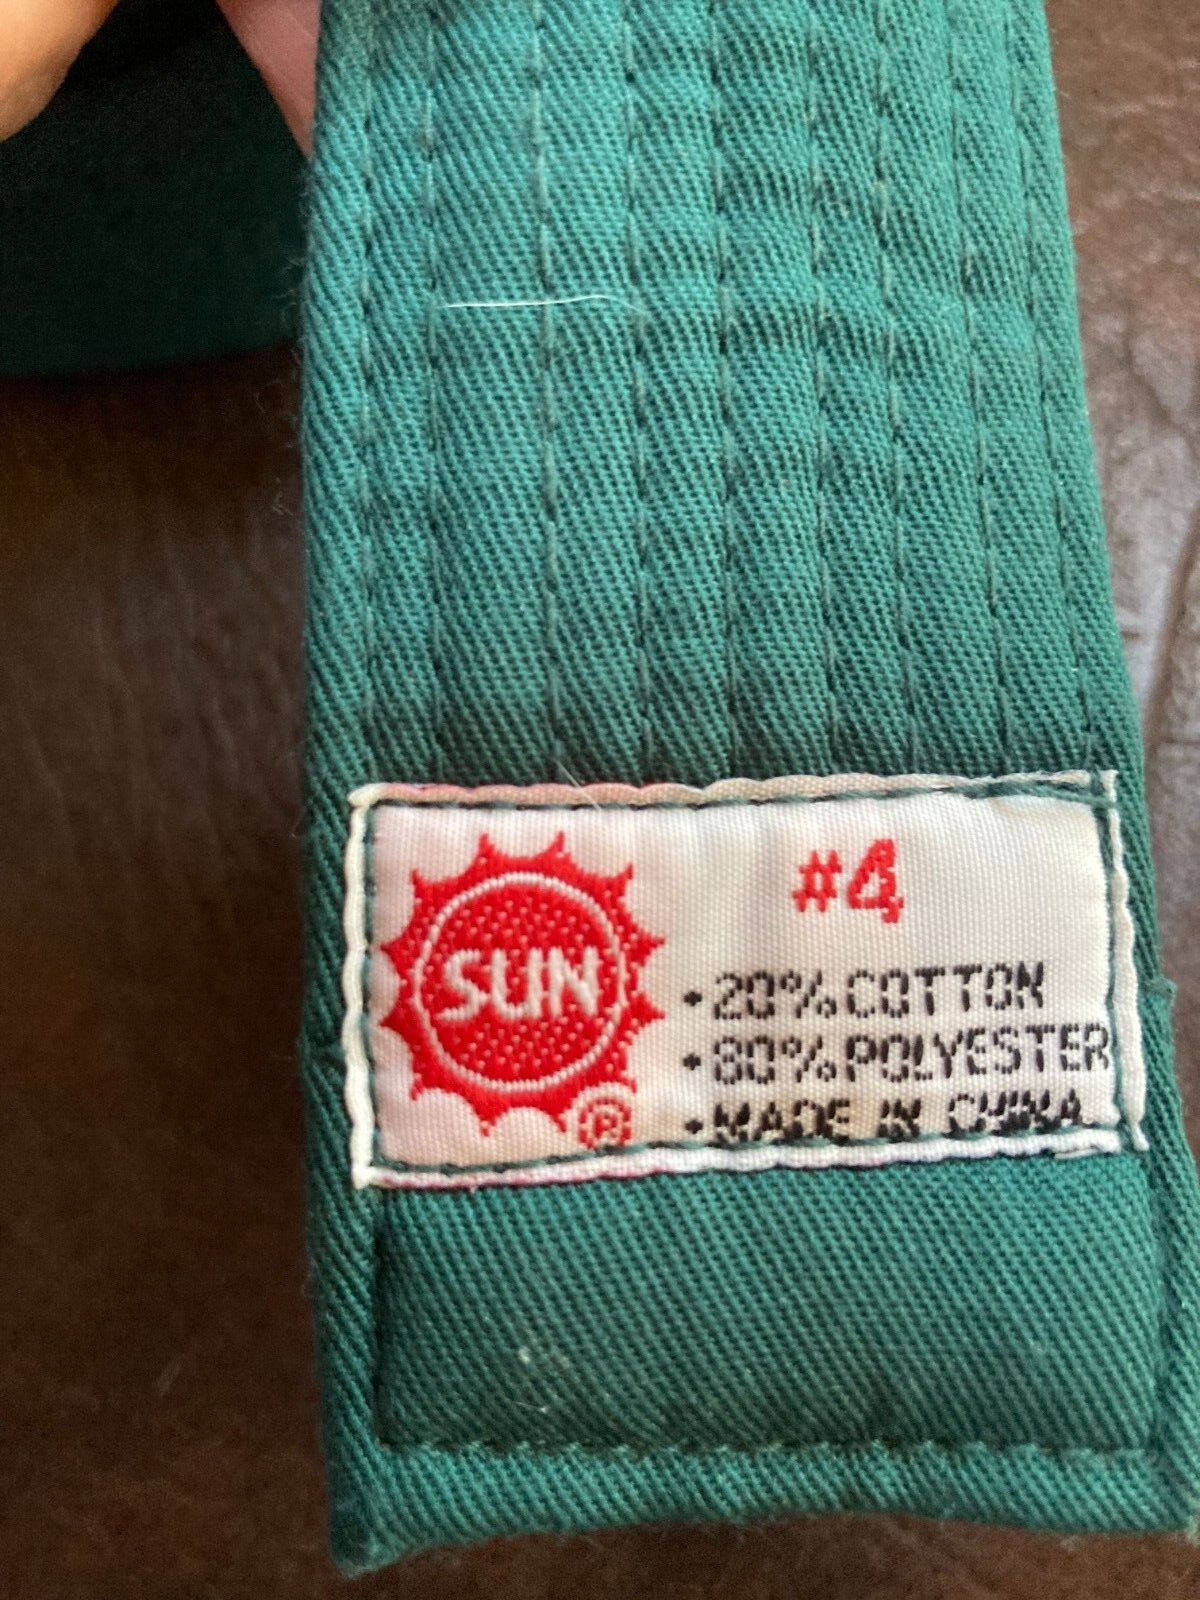 SUN
®
#4
• 20% COTTON
• 80% POLYESTER
• MADE IN CHINA